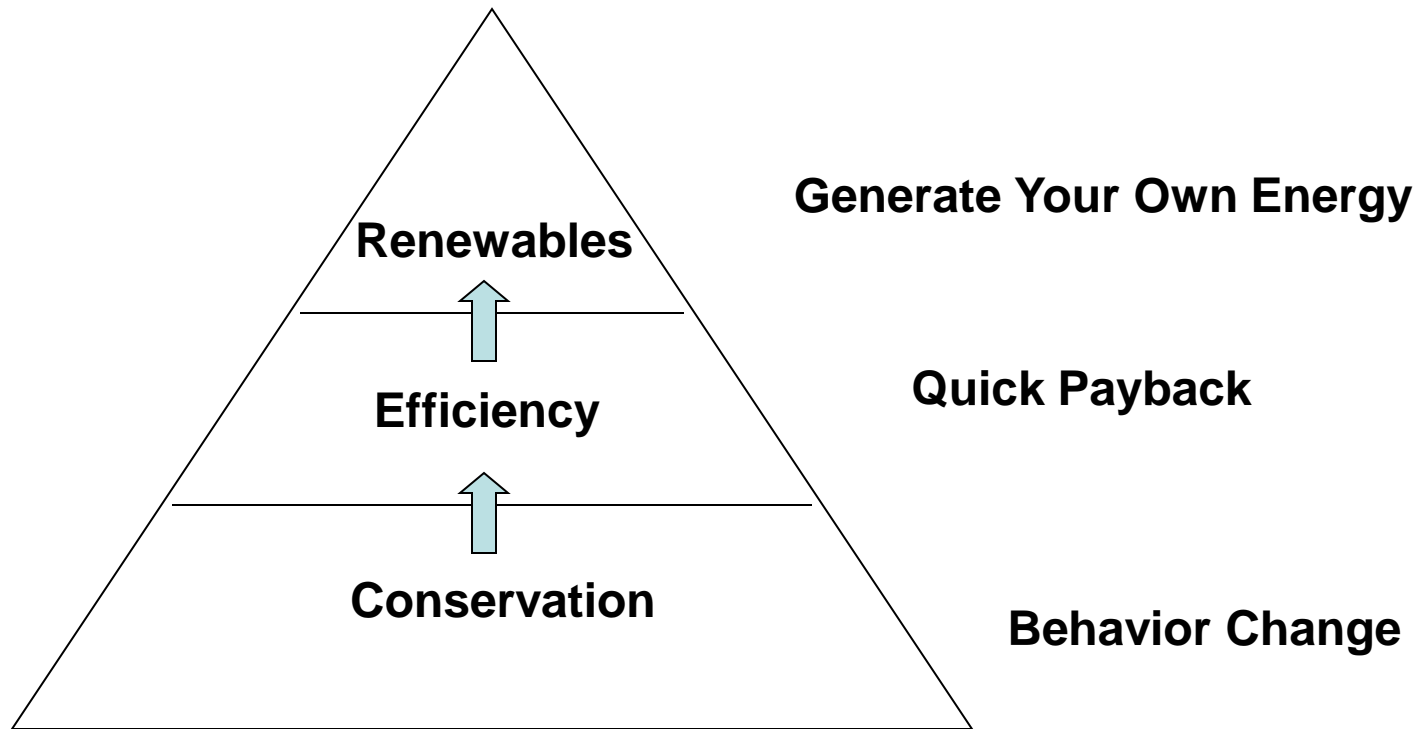 Generate Your Own Energy
Renewables
Quick Payback
Efficiency
Conservation
Behavior Change